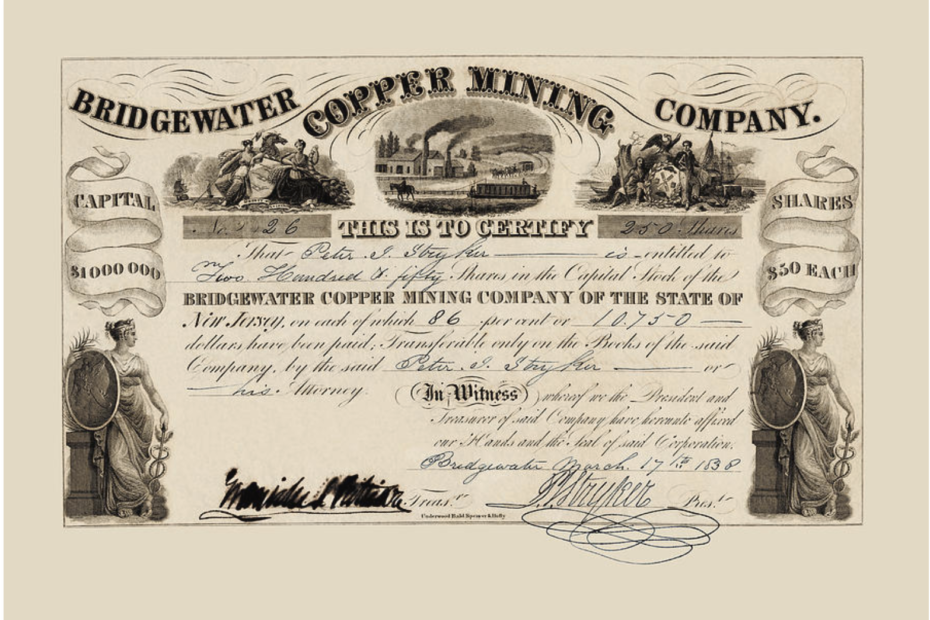 BRIDGEWATER COPPER MINING COMPANY.
CAPITAL
$1000000
SHARES
$50 EACH
No. 26 THIS IS TO CERTIFY 250 Shares
That Peter I. Stryker is entitled to
Two Hundred & fifty Shares in the Capital Stock of the
BRIDGEWATER COPPER MINING COMPANY OF THE STATE OF
New Jersey, on each of which 86 per cent or 10.750
dollars, have been paid, Transferable only on the Books of the said
Company, by the said Peter I. Stryker or
his Attorney.
In Witness whereof we the President and
Treasurer of said Company have hereunto affixed
our Hands and the Seal of said Corporation.
Bridgewater March 17th 1838
Treasr.
P. I. Stryker Prest.
Underwood Bald Spencer & Hufty